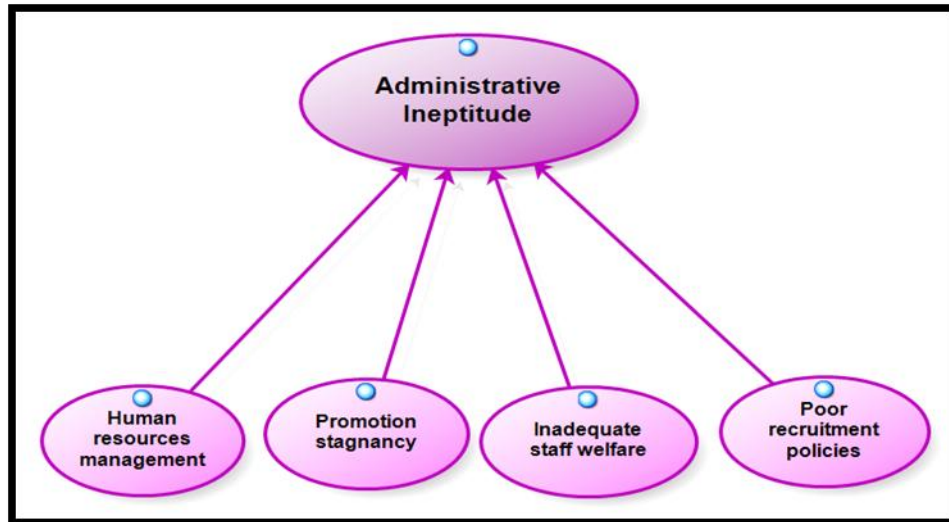 Administrative
Ineptitude
Human
resources
management
Promotion
stagnancy
Inadequate
staff welfare
Poor
recruitment
policies